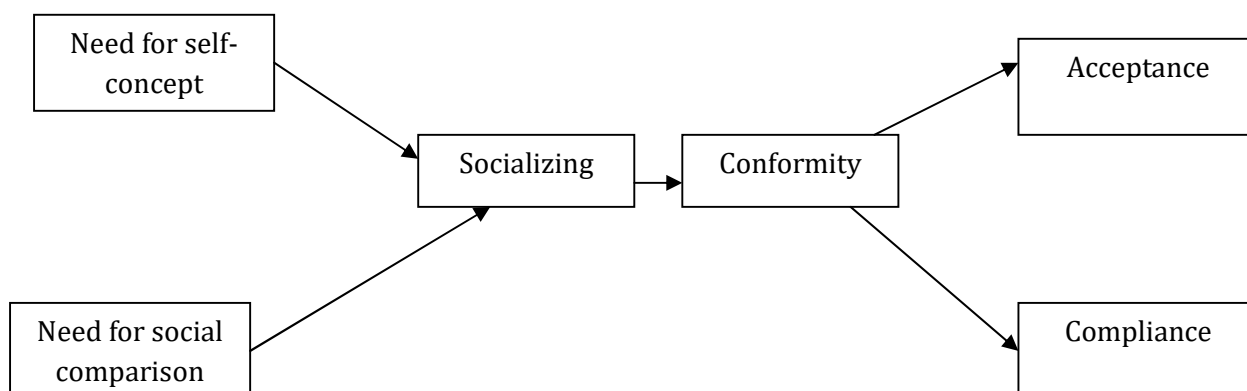 Need for self-
concept
Socializing
Conformity
Acceptance
Need for social
comparison
Compliance